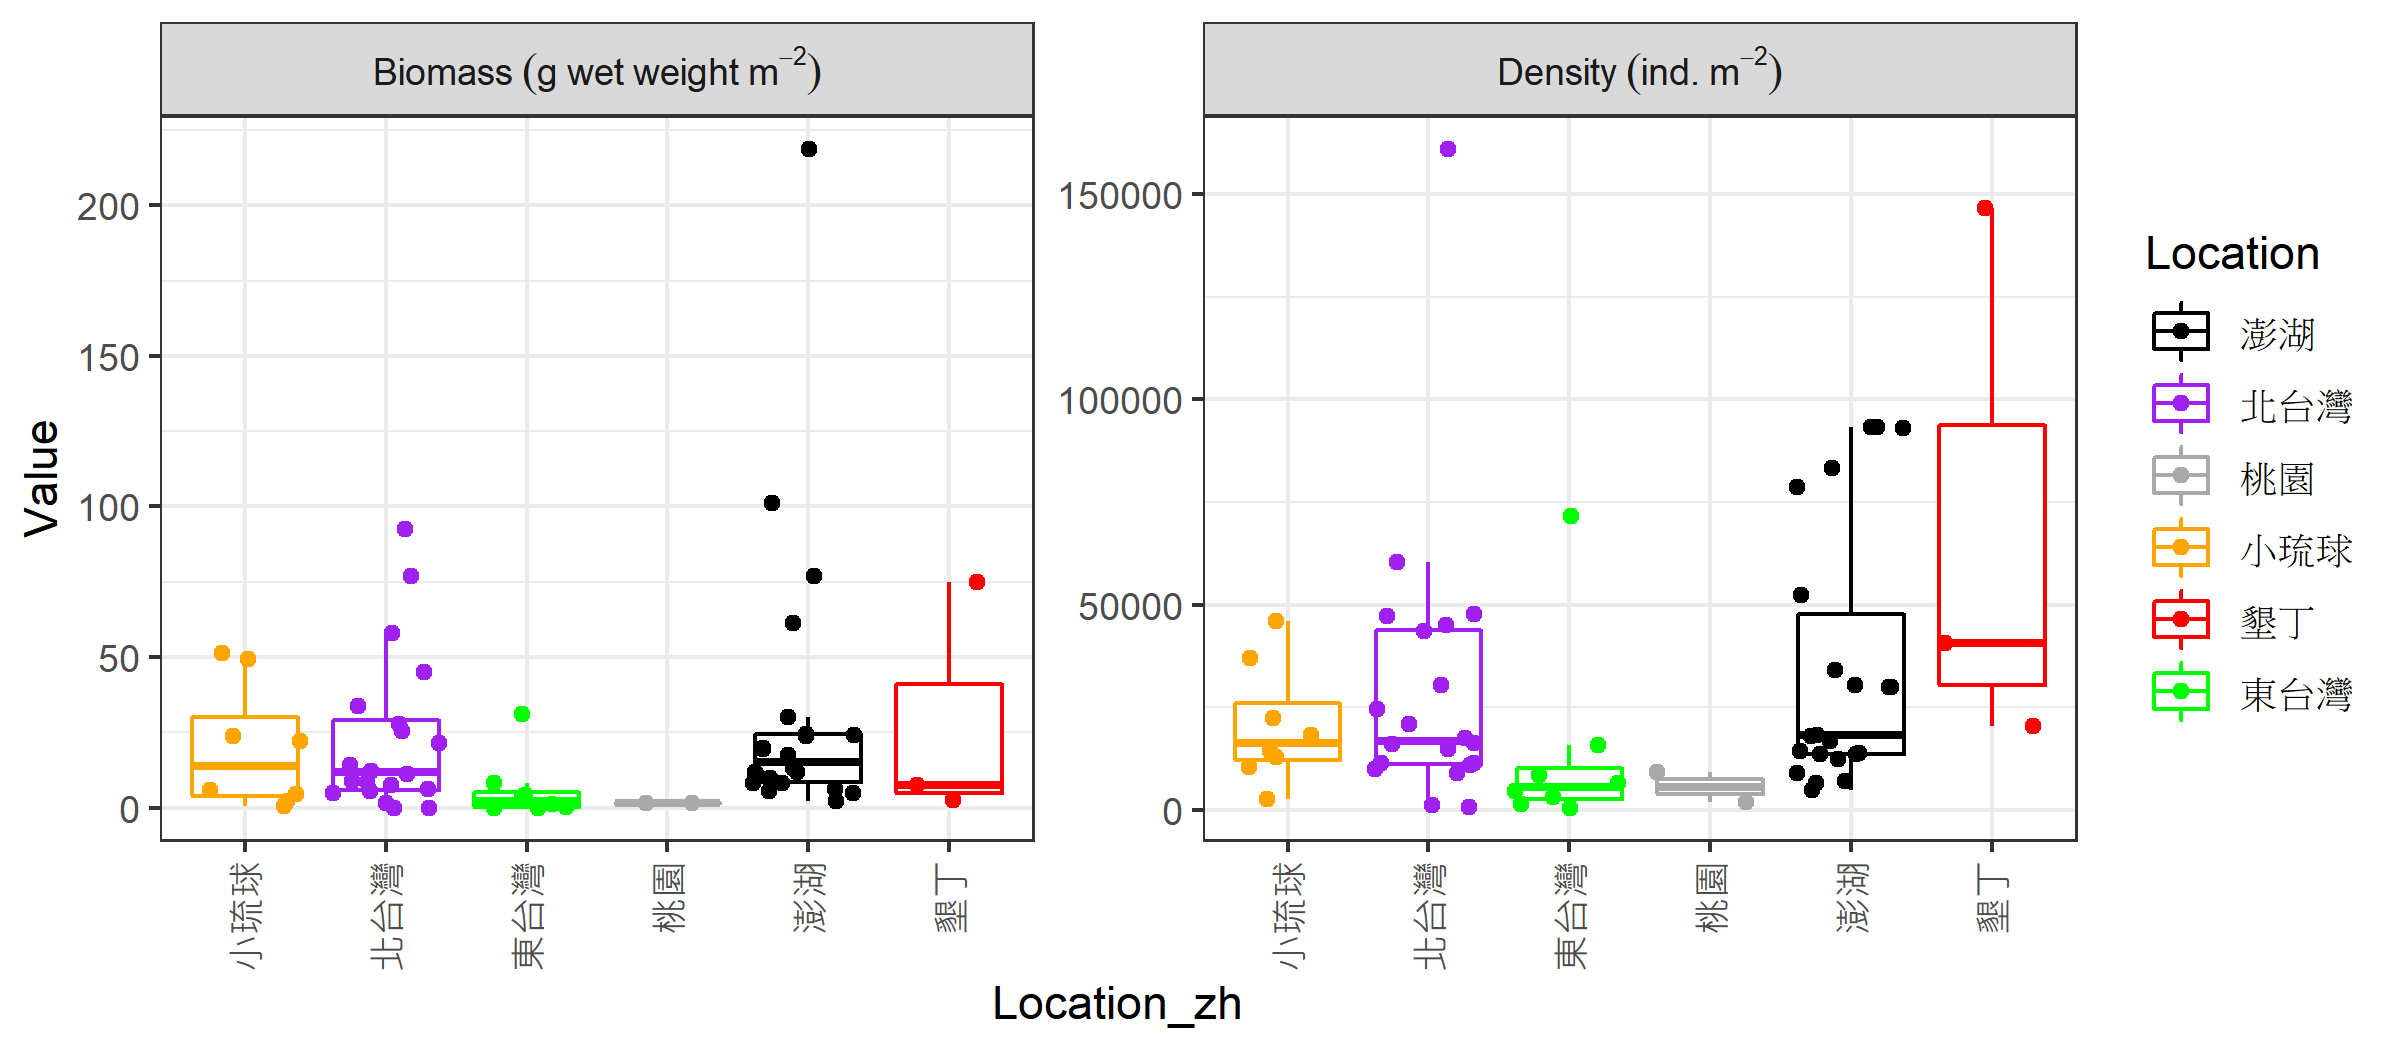 Biomass (g wet weight m⁻²)
Density (ind. m⁻²)
Value
200
150
100
50
0
150000
100000
50000
0
小琉球
北台灣
東台灣
桃園
澎湖
墾丁
小琉球
北台灣
東台灣
桃園
澎湖
墾丁
Location_zh
Location
澎湖
北台灣
桃園
小琉球
墾丁
東台灣